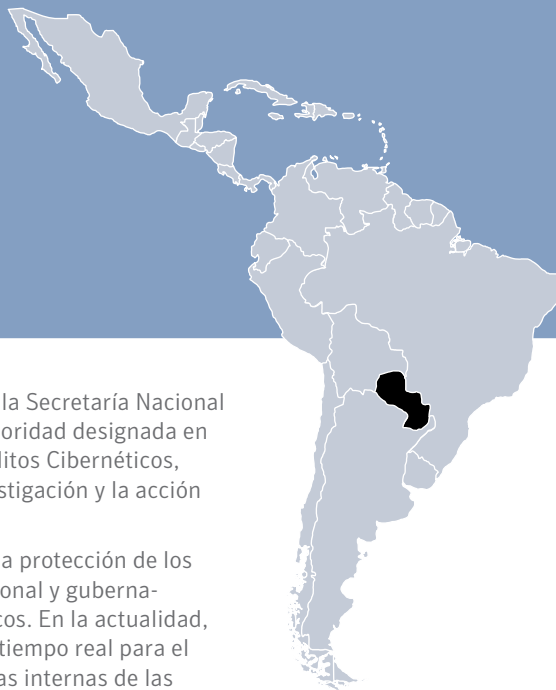 la Secretaría Nacional
oridad designada en
litos Cibernéticos,
stigación y la acción
a protección de los
onal y guberna-
cos. En la actualidad,
tiempo real para el
as internas de las